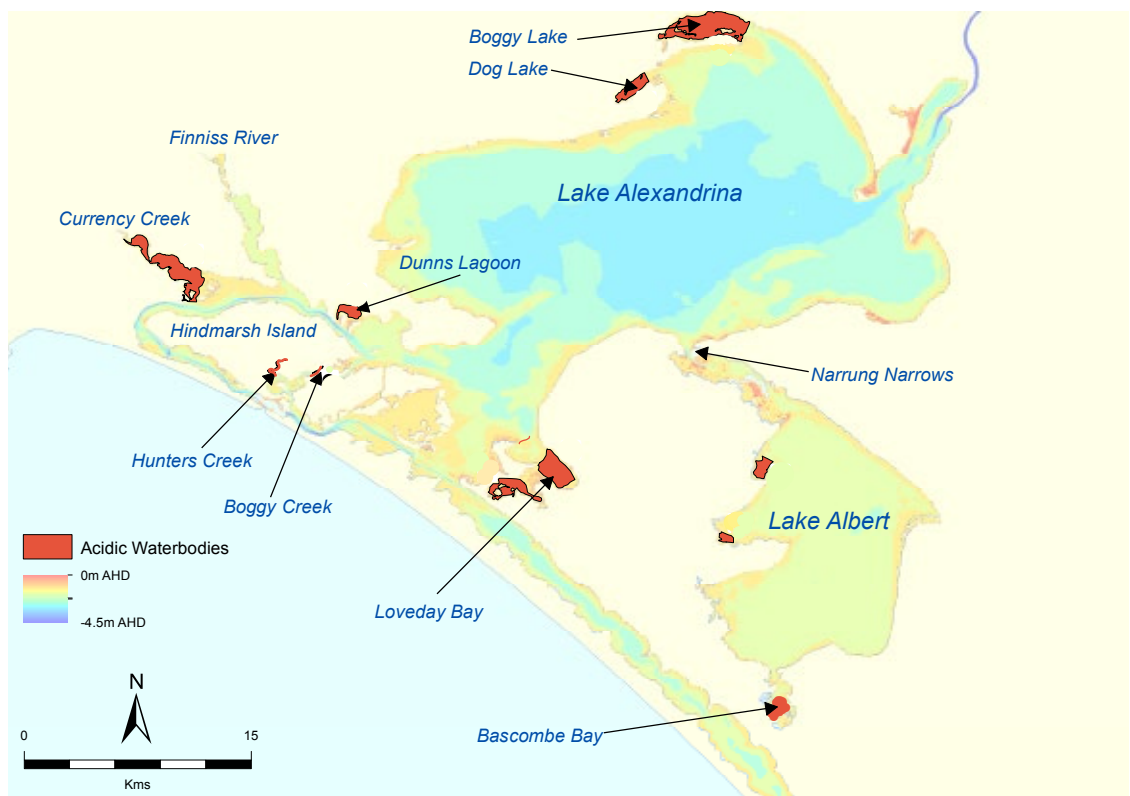 Boggy Lake
Dog Lake
Finniss River
Lake Alexandrina
Currency Creek
Dunns Lagoon
Hindmarsh Island
Narrung Narrows
Hunters Creek
Boggy Creek
Lake Albert
Acidic Waterbodies
0m AHD
-4.5m AHD
Loveday Bay
N
Bascombe Bay
0 15
Kms